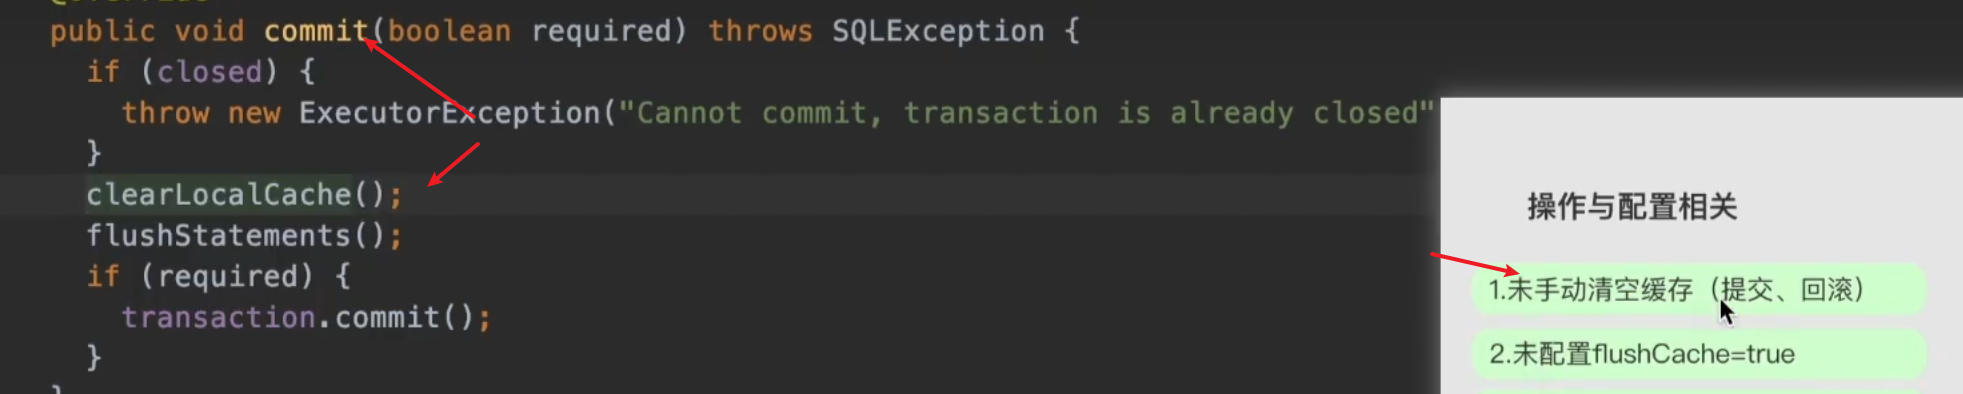 public void commit(boolean required) throws SQLException {
if (closed) {
throw new ExecutorException("Cannot commit, transaction is already closed"
}
clearLocalCache();
flushStatements();
if (required) {
transaction.commit();
}
操作与配置相关
1.未手动清空缓存（提交、回滚）
2.未配置flushCache=true